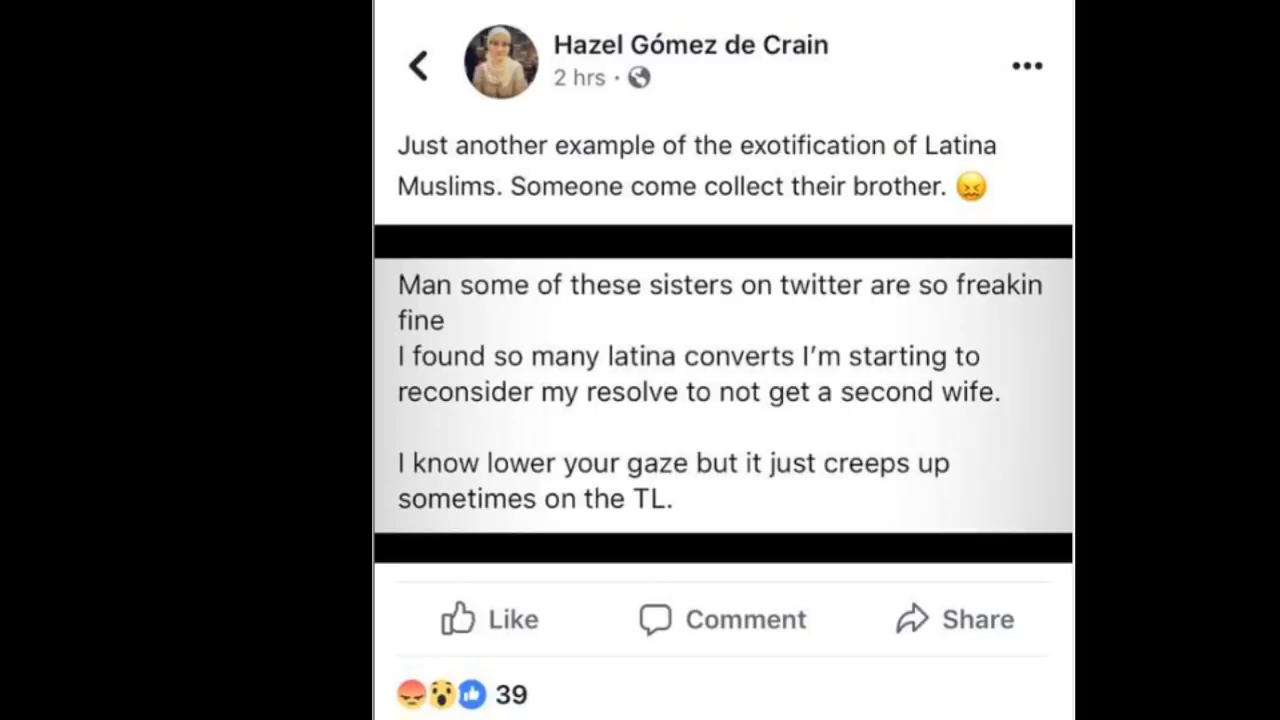 Hazel Gómez de Crain
2 hrs ·
Just another example of the exotification of Latina
Muslims. Someone come collect their brother. 😖
Man some of these sisters on twitter are so freakin
fine
I found so many latina converts I'm starting to
reconsider my resolve to not get a second wife.
I know lower your gaze but it just creeps up
sometimes on the TL.
Like Comment Share
39